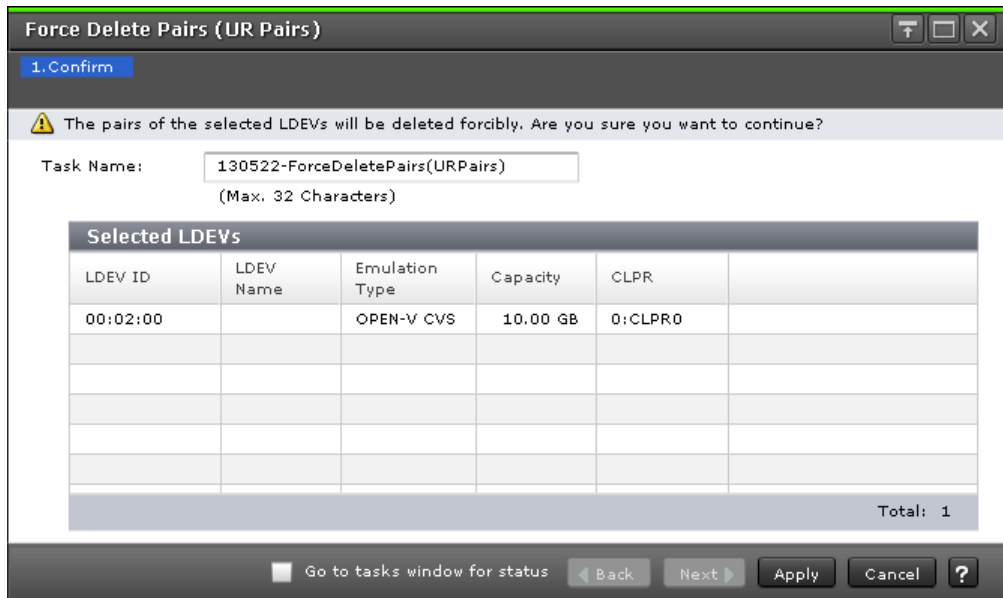 Force Delete Pairs (UR Pairs)
1.Confirm
The pairs of the selected LDEVs will be deleted forcibly. Are you sure you want to continue?
Task Name: 130522-ForceDeletePairs(URPairs)
(Max. 32 Characters)
Selected LDEVs
LDEV ID LDEV Name Emulation Type Capacity CLPR
00:02:00 OPEN-V CVS 10.00 GB 0:CLPR0
Total: 1
Go to tasks window for status Back Next Apply Cancel ?